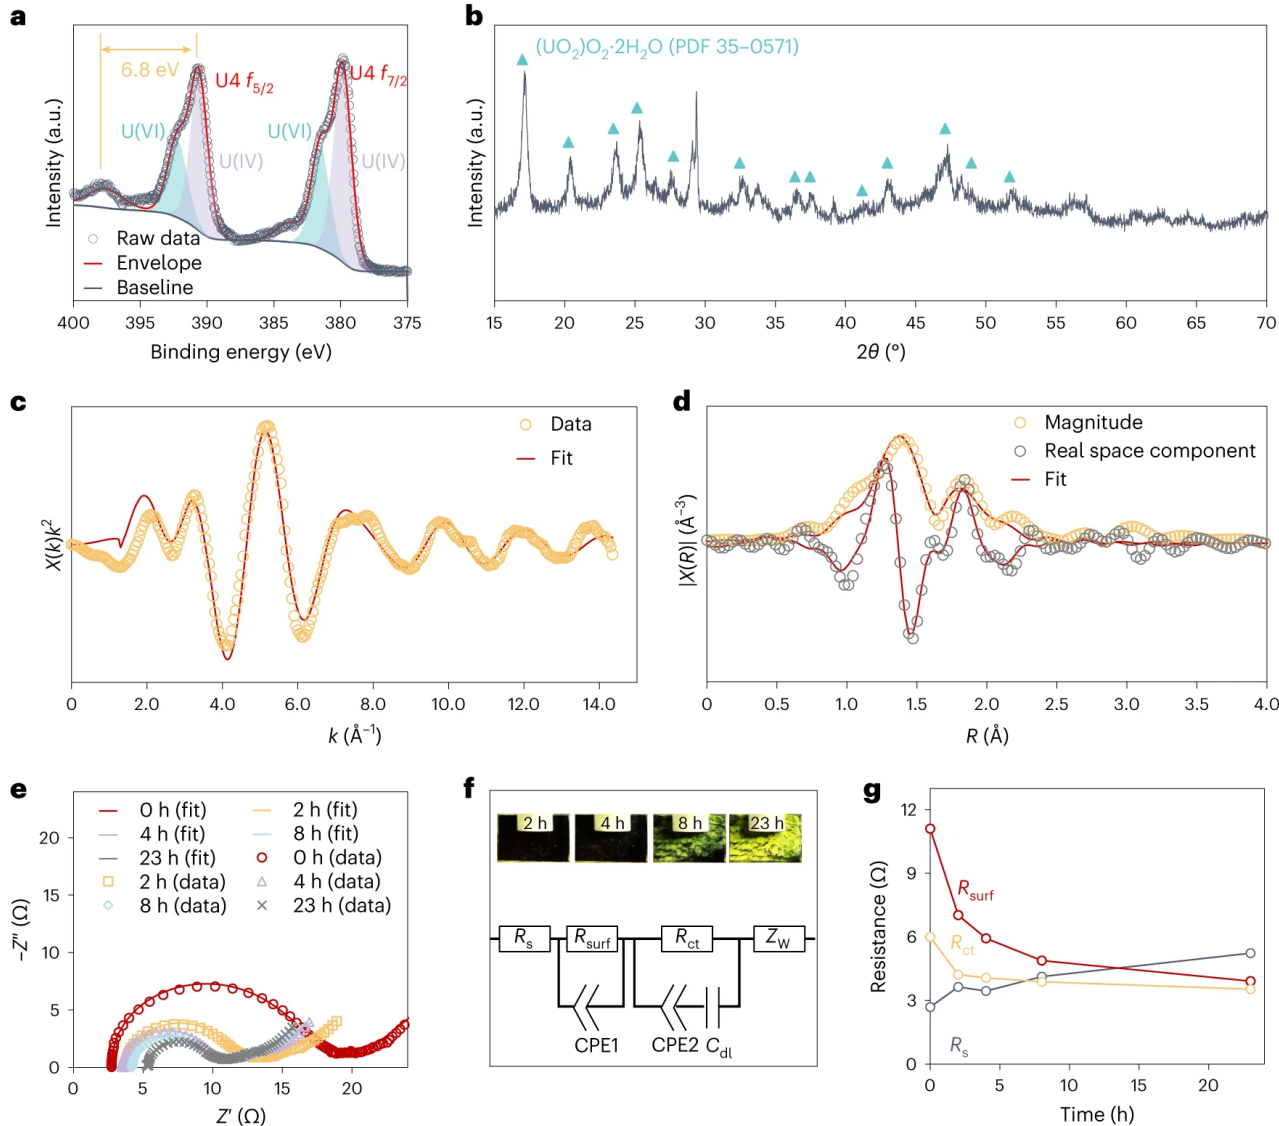 a
6.8 eV
U4 f5/2
U4 f7/2
U(VI)
U(VI)
U(IV)
U(IV)
Raw data
Envelope
Baseline
Intensity (a.u.)
400 395 390 385 380 375
Binding energy (eV)
b
(UO2)O2·2H2O (PDF 35–0571)
Intensity (a.u.)
15 20 25 30 35 40 45 50 55 60 65 70
2θ (°)
c
Data
Fit
X(k)k2
0 2.0 4.0 6.0 8.0 10.0 12.0 14.0
k (Å−1)
d
Magnitude
Real space component
Fit
|X(R)| (Å−3)
0 0.5 1.0 1.5 2.0 2.5 3.0 3.5 4.0
R (Å)
e
0 h (fit) 2 h (fit)
4 h (fit) 8 h (fit)
23 h (fit) 0 h (data)
2 h (data) 4 h (data)
8 h (data) 23 h (data)
−Z″ (Ω)
20
15
10
5
0
0 5 10 15 20
Z′ (Ω)
f
2 h 4 h 8 h 23 h
Rs Rsurf Rct ZW
CPE1 CPE2 Cdl
g
12
9
6
3
0
Resistance (Ω)
Rsurf
Rct
Rs
0 5 10 15 20
Time (h)